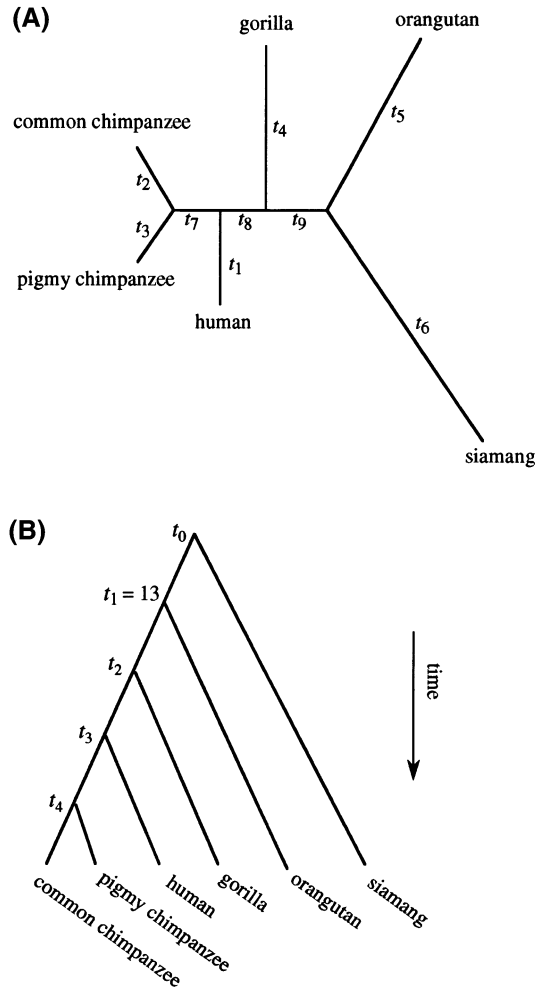 (A)
gorilla
orangutan
common chimpanzee
t5
t4
t2
t7
t8
t9
t3
t1
pigmy chimpanzee
human
t6
siamang
(B)
t0
t1 = 13
time
t2
t3
t4
common chimpanzee
pigmy chimpanzee
human
gorilla
orangutan
siamang